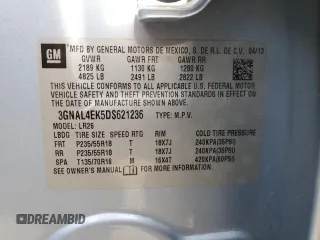 GM
MFD BY GENERAL MOTORS DE MEXICO, S. DE R.L. DE C.V. 04/12
GVWR GAWR FRT GAWR RR
2189 KG 1130 KG 1280 KG
4825 LB 2491 LB 2822 LB
THIS VEHICLE CONFORMS TO ALL APPLICABLE
U.S. FEDERAL MOTOR VEHICLE SAFETY, BUMPER, AND
THEFT PREVENTION STANDARDS IN EFFECT ON THE
DATE OF MANUFACTURE SHOWN ABOVE.
3GNAL4EK5DS621236 TYPE: M.P.V.
MODEL: LR26
TIRE SIZE SPEED RTG RIM COLD TIRE PRESSURE
FRT P235/55R18 T 18X7J 240KPA(35PSI)
RR P235/55R18 T 18X7J 240KPA(35PSI)
SPA T135/70R16 M 16X4T 420KPA(60PSI)
SEE OWNER'S MANUAL FOR MORE INFORMATION
GRIDAMID